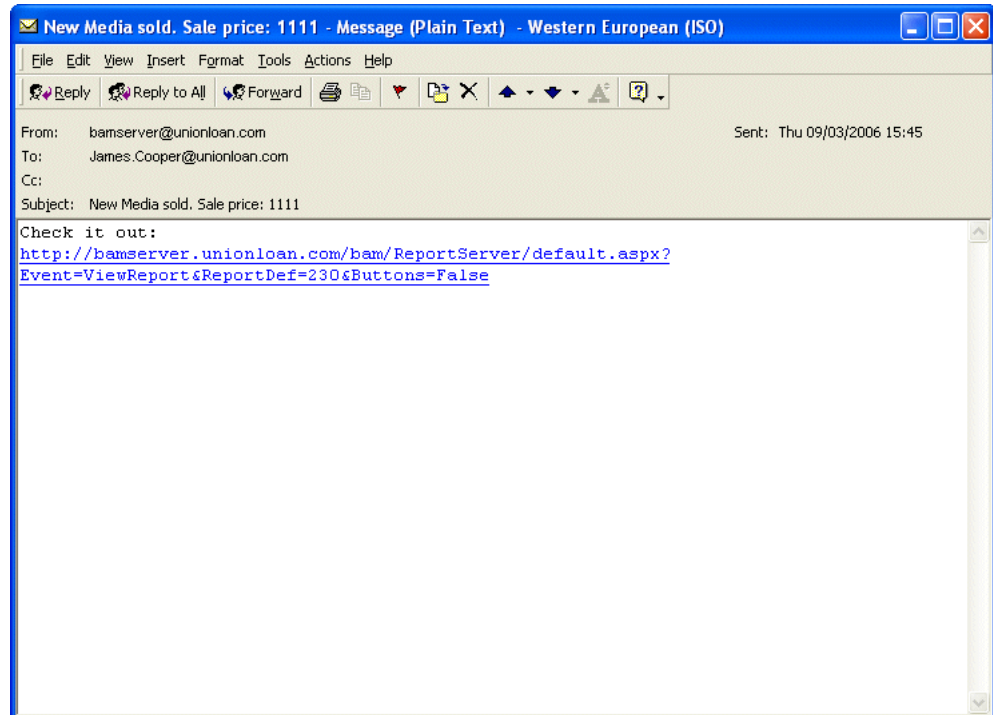 New Media sold. Sale price: 1111 - Message (Plain Text) - Western European (ISO)
File Edit View Insert Format Tools Actions Help
Reply Reply to All Forward
From: bamserver@unionloan.com Sent: Thu 09/03/2006 15:45
To: James.Cooper@unionloan.com
Cc:
Subject: New Media sold. Sale price: 1111
Check it out:
http://bamserver.unionloan.com/bam/ReportServer/default.aspx?
Event=ViewReport&ReportDef=230&Buttons=False